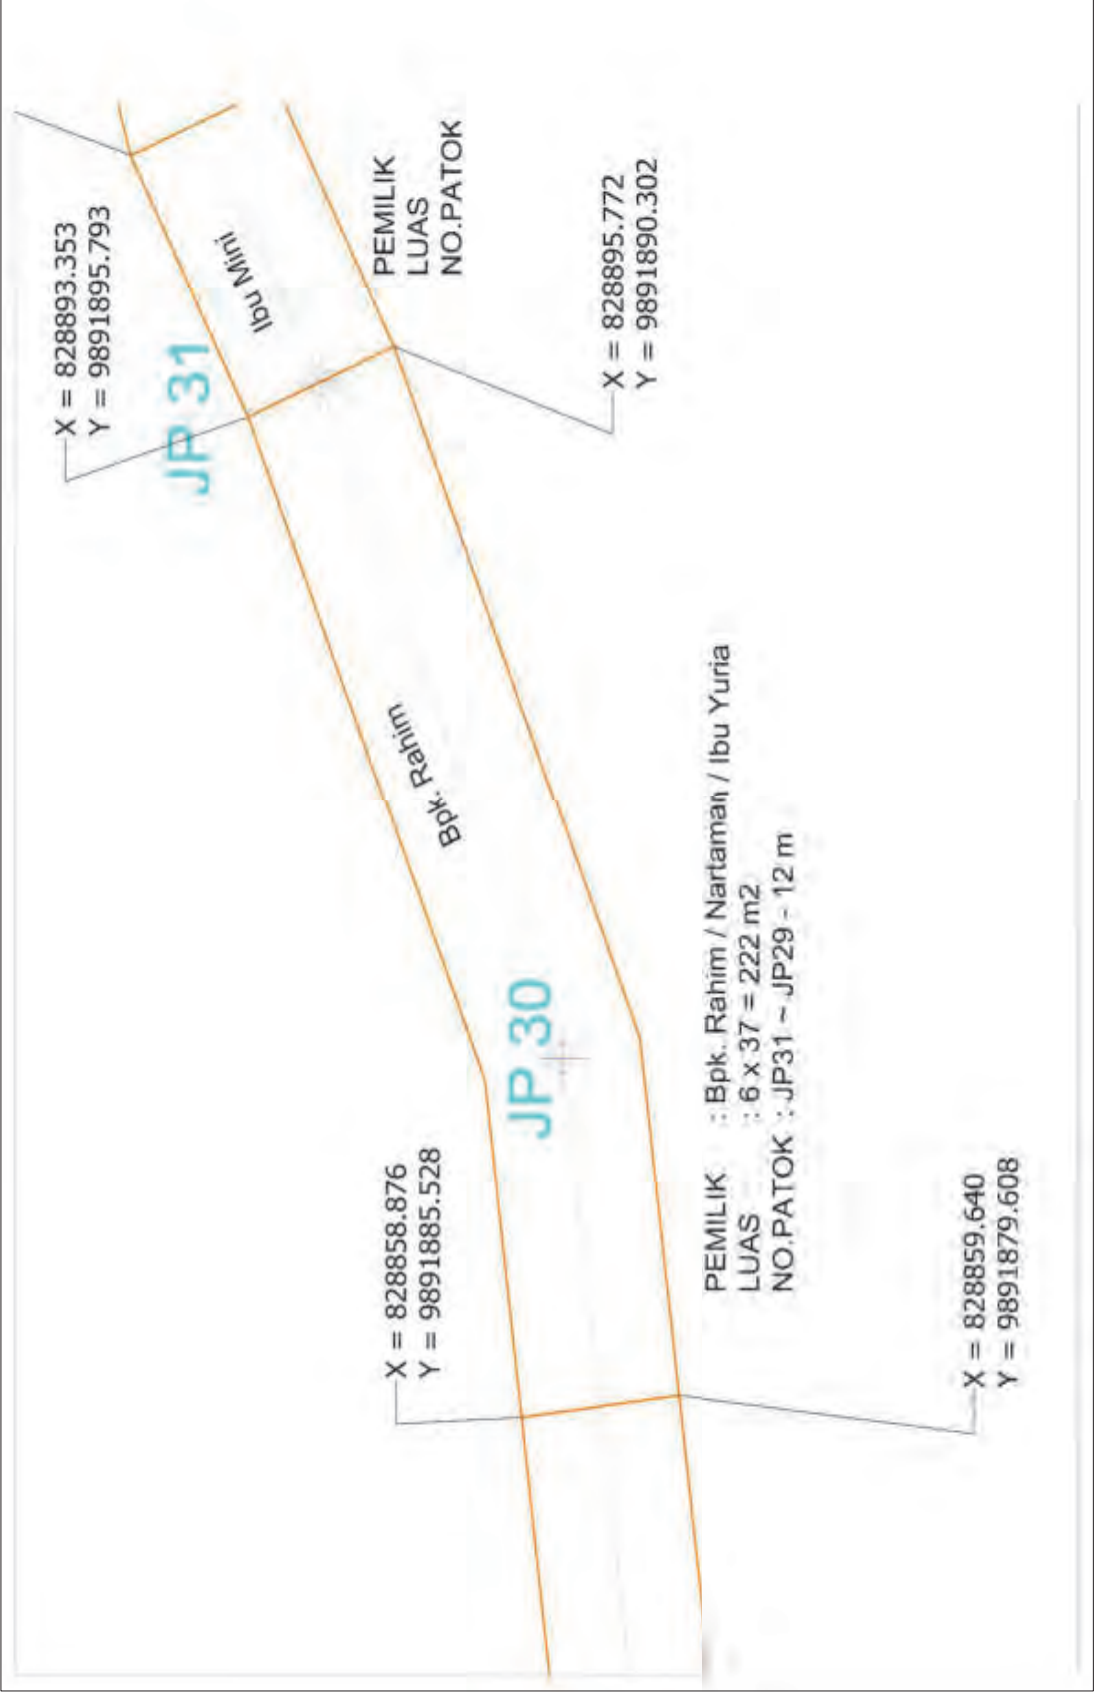 X = 828893.353
Y = 9891895.793
JP 31
Ibu Mini
PEMILIK
LUAS
NO.PATOK
X = 828895.772
Y = 9891890.302
Bpk. Rahim
JP 30
X = 828858.876
Y = 9891885.528
PEMILIK : Bpk. Rahim / Nartaman / Ibu Yuria
LUAS : 6 x 37 = 222 m2
NO.PATOK : JP31 ~ JP29 - 12 m
X = 828859.640
Y = 9891879.608